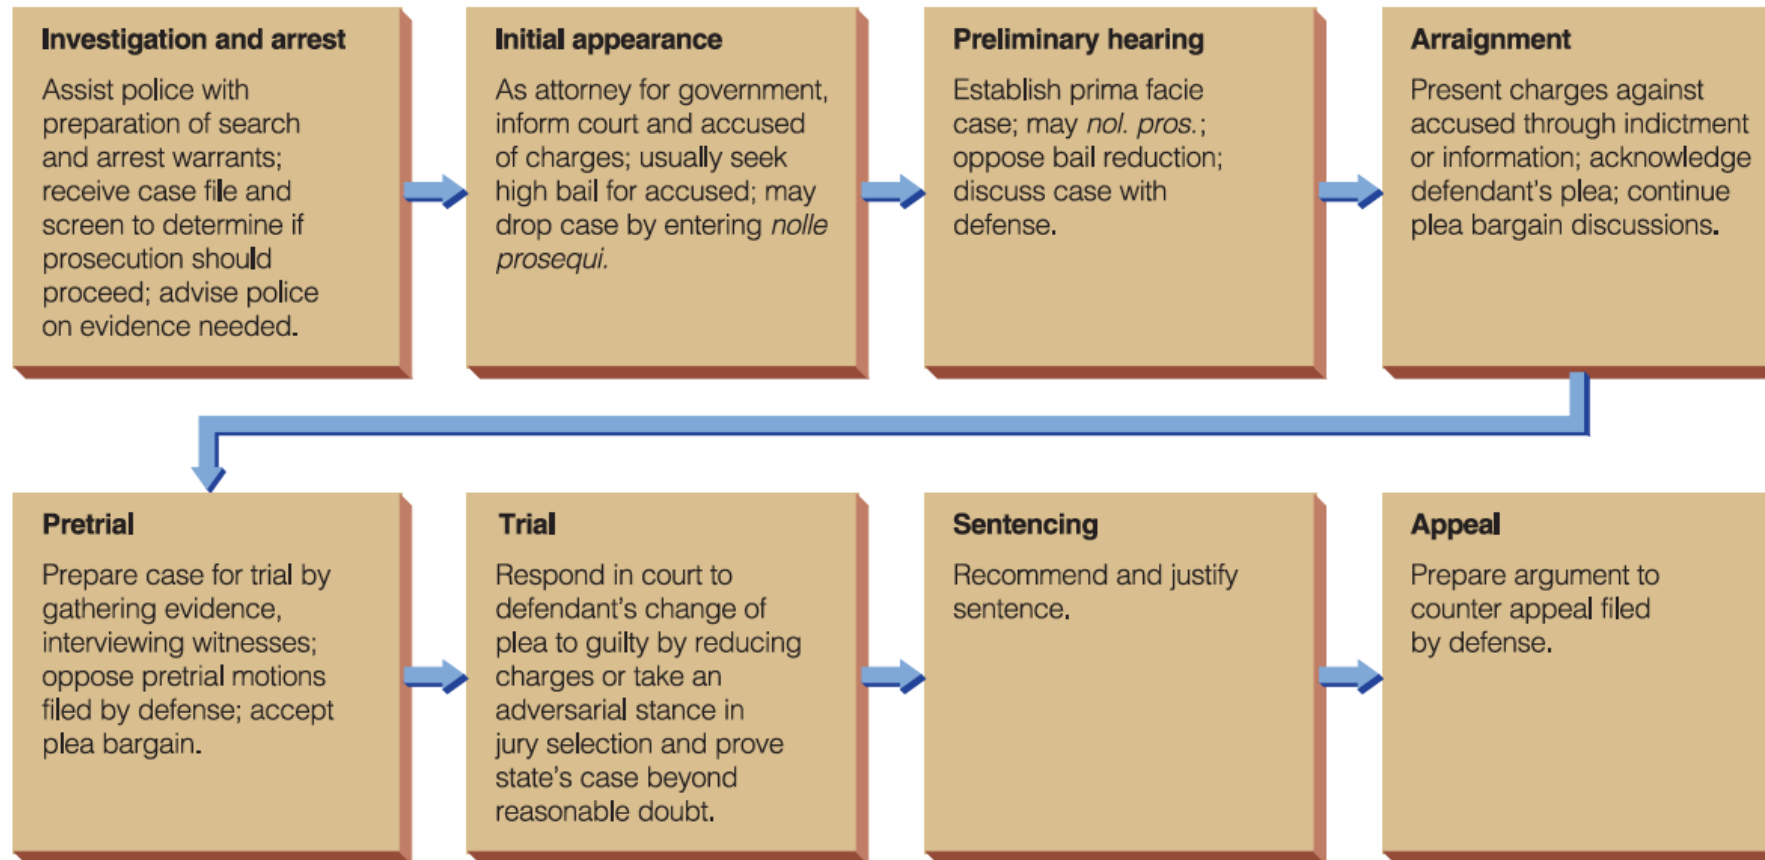 Investigation and arrest
Assist police with
preparation of search
and arrest warrants;
receive case file and
screen to determine if
prosecution should
proceed; advise police
on evidence needed.
Initial appearance
As attorney for government,
inform court and accused
of charges; usually seek
high bail for accused; may
drop case by entering nolle
prosequi.
Preliminary hearing
Establish prima facie
case; may nol. pros.;
oppose bail reduction;
discuss case with
defense.
Arraignment
Present charges against
accused through indictment
or information; acknowledge
defendant’s plea; continue
plea bargain discussions.
Pretrial
Prepare case for trial by
gathering evidence,
interviewing witnesses;
oppose pretrial motions
filed by defense; accept
plea bargain.
Trial
Respond in court to
defendant’s change of
plea to guilty by reducing
charges or take an
adversarial stance in
jury selection and prove
state’s case beyond
reasonable doubt.
Sentencing
Recommend and justify
sentence.
Appeal
Prepare argument to
counter appeal filed
by defense.